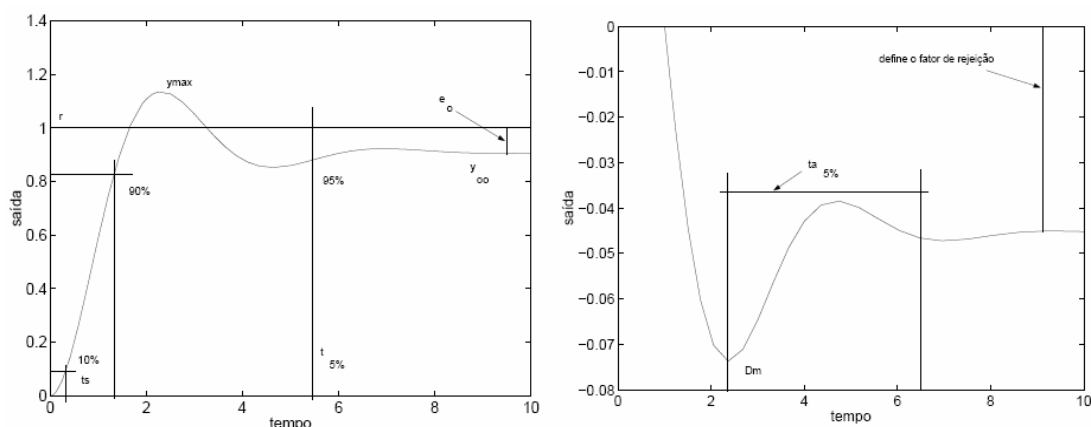 1.4
1.2
1
0.8
0.6
0.4
0.2
0
saída
ymax
r
e
o
y
oo
90%
95%
10%
ts
t
5%
0
2
4
6
8
10
tempo
0
−0.01
−0.02
−0.03
−0.04
−0.05
−0.06
−0.07
−0.08
saída
define o fator de rejeição
ta
5%
Dm
0
2
4
6
8
10
tempo